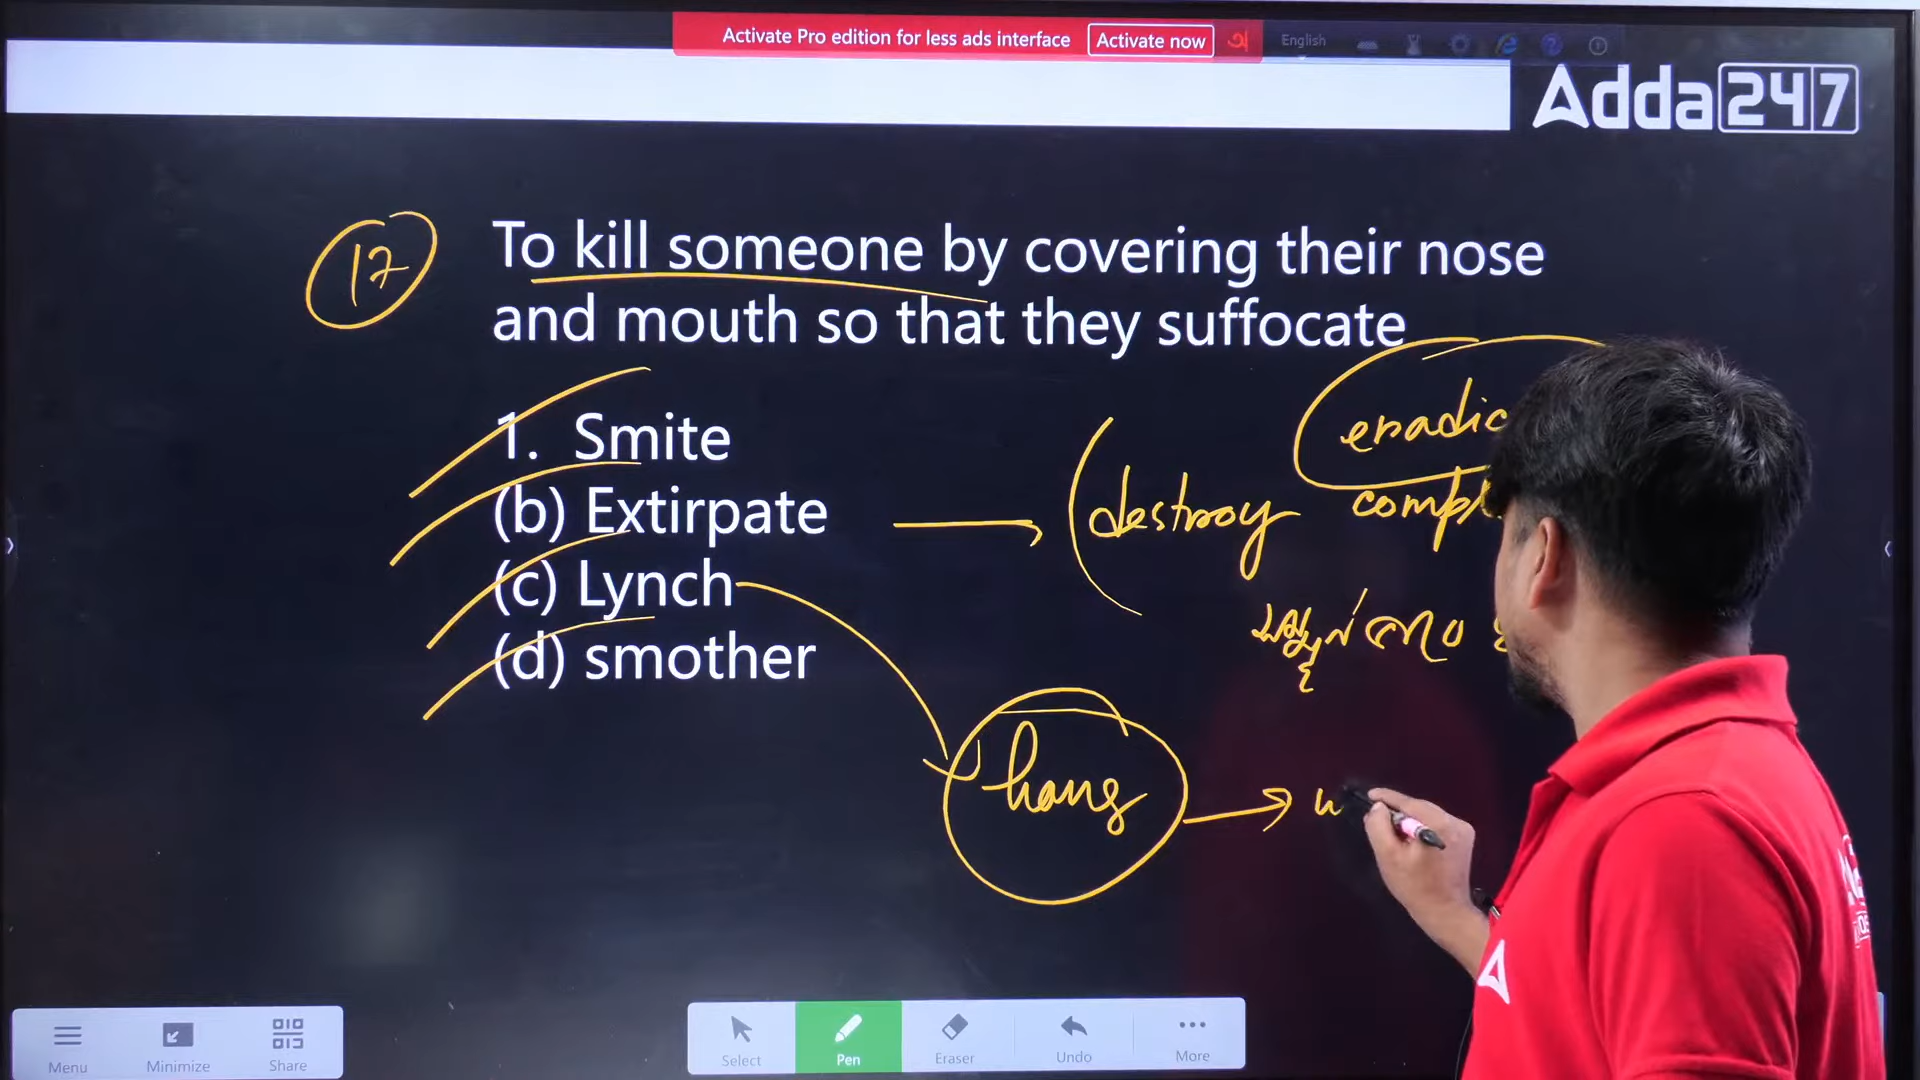 Activate Pro edition for less ads interface Activate now
English
Adda247
17
To kill someone by covering their nose
and mouth so that they suffocate
1. Smite
(b) Extirpate
(c) Lynch
(d) smother
eradic
destroy comple
hang
Menu
Minimize
Share
Select
Pen
Eraser
Undo
More